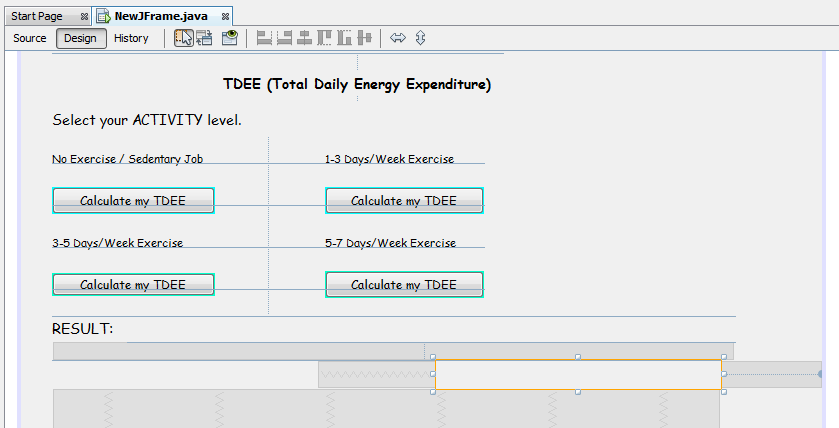 Start Page NewJFrame.java
Source Design History
TDEE (Total Daily Energy Expenditure)
Select your ACTIVITY level.
No Exercise / Sedentary Job 1-3 Days/Week Exercise
Calculate my TDEE Calculate my TDEE
3-5 Days/Week Exercise 5-7 Days/Week Exercise
Calculate my TDEE Calculate my TDEE
RESULT: